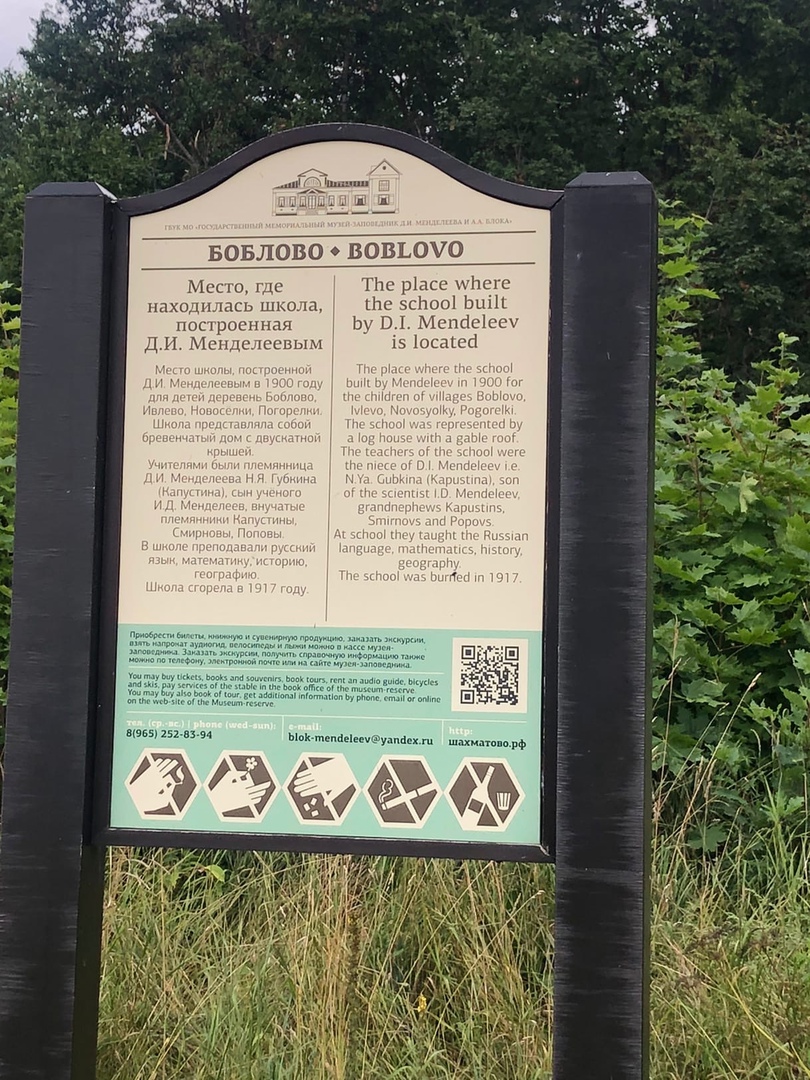 ГБУК МО «ГОСУДАРСТВЕННЫЙ МЕМОРИАЛЬНЫЙ МУЗЕЙ-ЗАПОВЕДНИК Д.И. МЕНДЕЛЕЕВА И А.А. БЛОКА»
БОБЛОВО ◆ BOBLOVO
Место, где
находилась школа,
построенная
Д.И. Менделеевым
Место школы, построенной
Д.И. Менделеевым в 1900 году
для детей деревень Боблово,
Ивлево, Новосёлки, Погорелки.
Школа представляла собой
бревенчатый дом с двускатной
крышей.
Учителями были племянница
Д.И. Менделеева Н.Я. Губкина
(Капустина), сын учёного
И.Д. Менделеев, внучатые
племянники Капустины,
Смирновы, Поповы.
В школе преподавали русский
язык, математику, историю,
географию.
Школа сгорела в 1917 году.
The place where
the school built
by D.I. Mendeleev
is located
The place where the school
built by Mendeleev in 1900 for
the children of villages Boblovo,
Ivlevo, Novosyolky, Pogorelki.
The school was represented by
a log house with a gable roof.
The teachers of the school were
the niece of D.I. Mendeleev i.e.
N.Ya. Gubkina (Kapustina), son
of the scientist I.D. Mendeleev,
grandnephews Kapustins,
Smirnovs and Popovs.
At school they taught the Russian
language, mathematics, history,
geography.
The school was burned in 1917.
Приобрести билеты, книжную и сувенирную продукцию, заказать экскурсии,
взять напрокат аудиогид, велосипеды и лыжи можно в кассе музея-
заповедника. Заказать экскурсии, получить справочную информацию также
можно по телефону, электронной почте или на сайте музея-заповедника.
You may buy tickets, books and souvenirs, book tours, rent an audio guide, bicycles
and skis, pay services of the stable in the book office of the museum-reserve.
You may also book of tour, get additional information by phone, email or online
on the web-site of the Museum-reserve.
тел. (ср.-вс.) | phone (wed-sun):
8(965) 252-83-94
e-mail:
blok-mendeleev@yandex.ru
http:
шахматово.рф